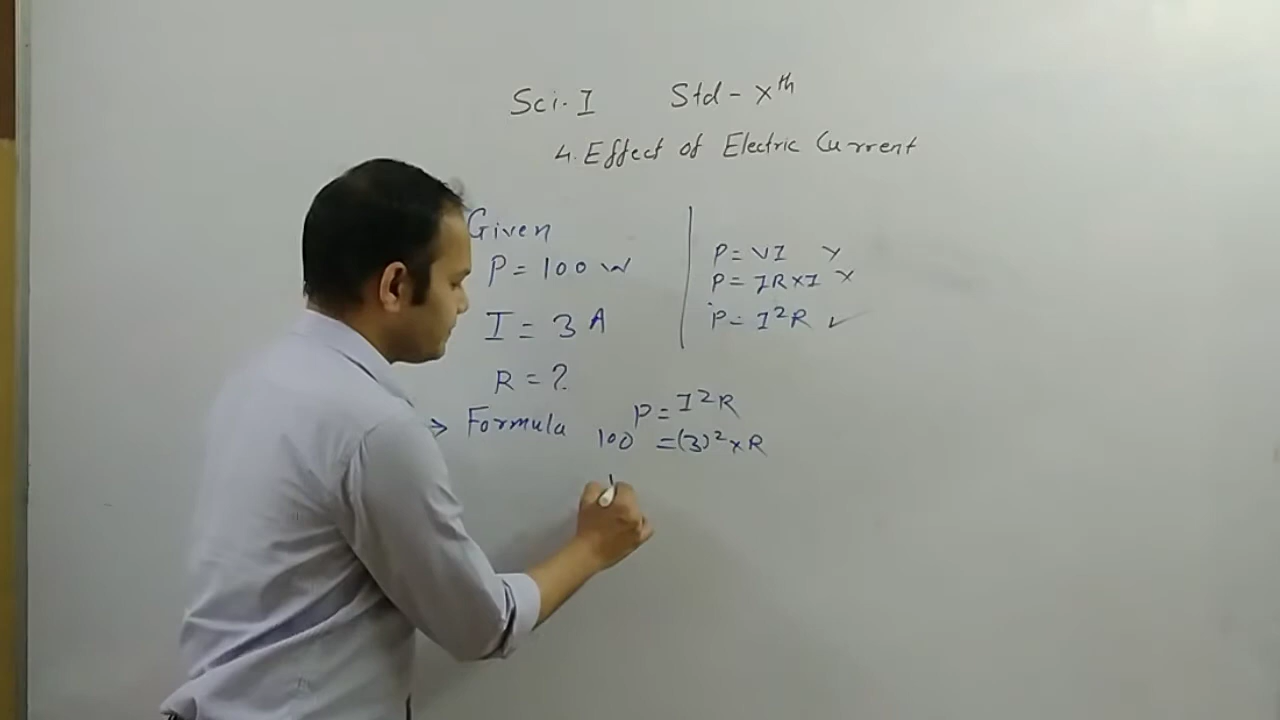 Sci. I Std - Xth
4. Effect of Electric Current
Given
P = 100 W
I = 3 A
R = ?
P = VI ×
P = IR×I ×
P = I²R ✓
→ Formula P = I²R
100 = (3)² × R